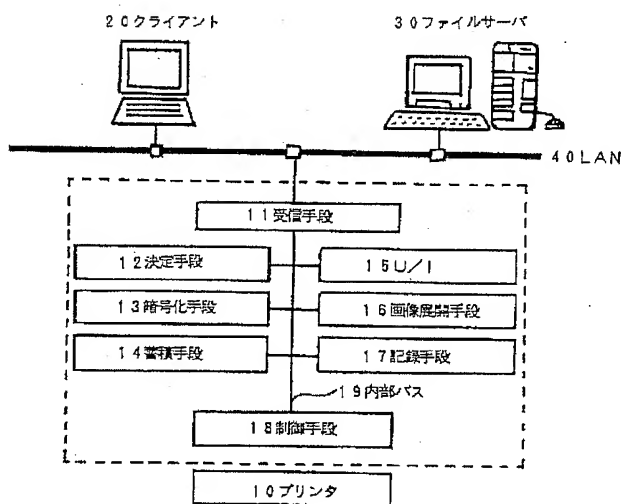 20クライアント
30ファイルサーバ
40LAN
11受信手段
12決定手段
15U/I
13暗号化手段
16画像展開手段
14蓄積手段
17記録手段
19内部バス
18制御手段
10プリンタ